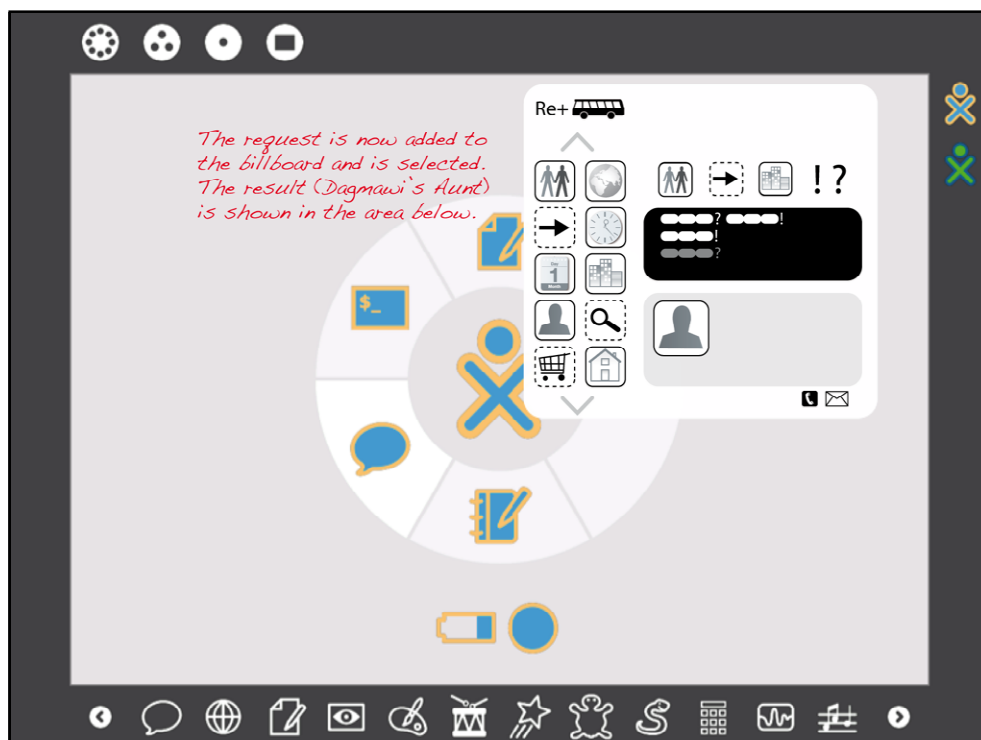 Re+
The request is now added to
the billboard and is selected.
The result (Dagmawi`s Aunt)
is shown in the area below.
! ?
? !
!
?
Day
1
Month
$_